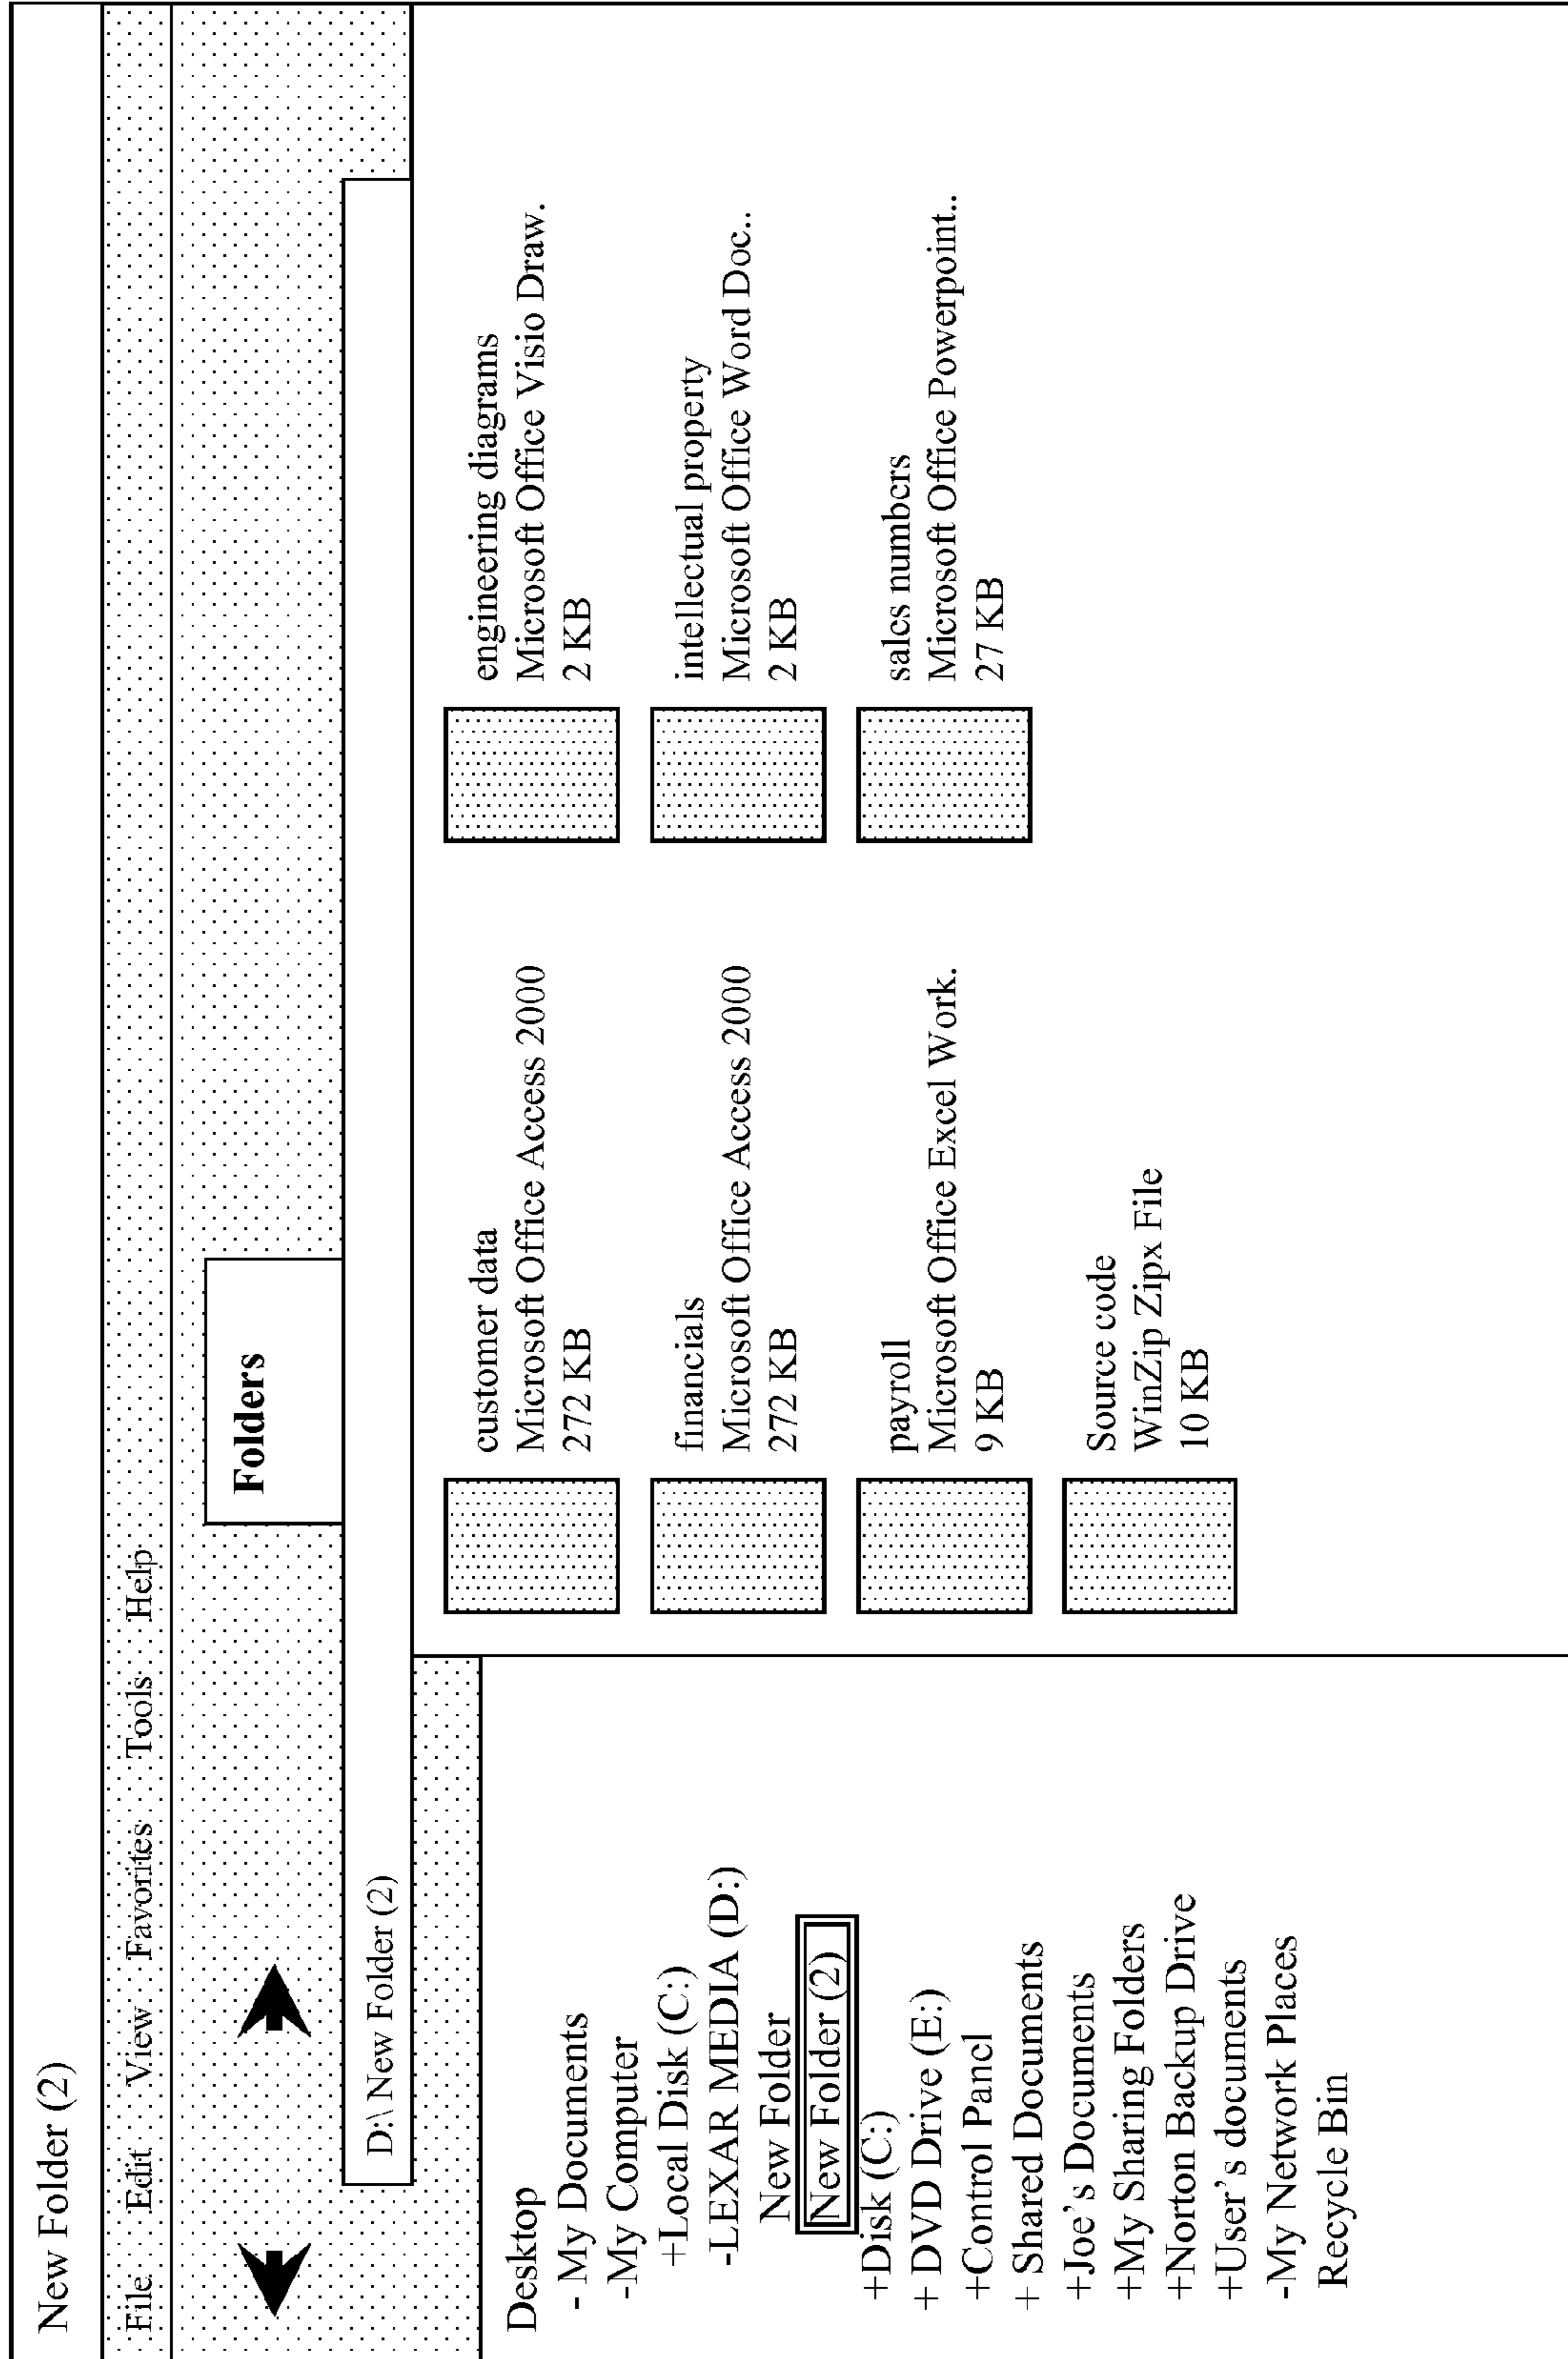 New Folder (2)
File Edit View Favorites Tools Help
Folders
D:\ New Folder (2)
Desktop
- My Documents
-My Computer
+Local Disk (C:)
-LEXAR MEDIA (D:)
New Folder
New Folder (2)
+Disk (C:)
+ DVD Drive (E:)
+Control Panel
+ Shared Documents
+Joe's Documents
+My Sharing Folders
+Norton Backup Drive
+User's documents
-My Network Places
Recycle Bin
customer data
Microsoft Office Access 2000
272 KB
financials
Microsoft Office Access 2000
272 KB
payroll
Microsoft Office Excel Work.
9 KB
Source code
WinZip Zipx File
10 KB
engineering diagrams
Microsoft Office Visio Draw.
2 KB
intellectual property
Microsoft Office Word Doc..
2 KB
sales numbers
Microsoft Office Powerpoint..
27 KB